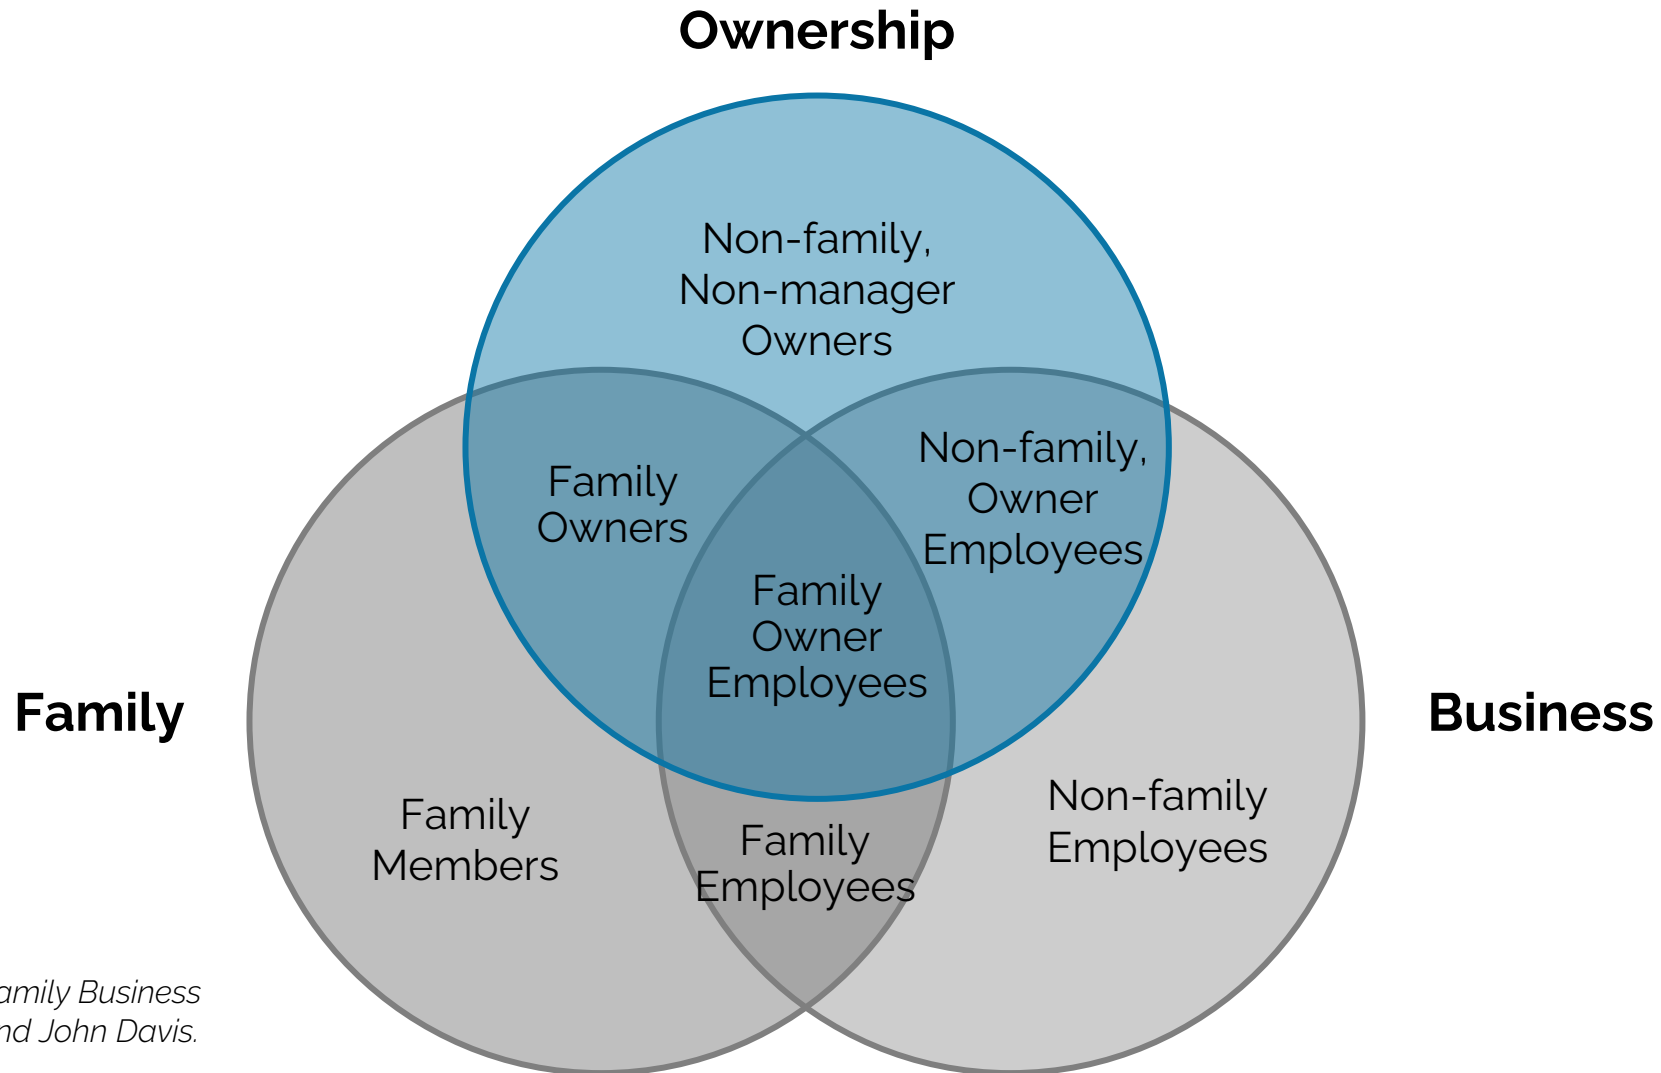 Ownership
Non-family,
Non-manager
Owners
Family
Owners
Non-family,
Owner
Employees
Family
Owner
Employees
Family
Business
Family
Members
Family
Employees
Non-family
Employees
amily Business
nd John Davis.